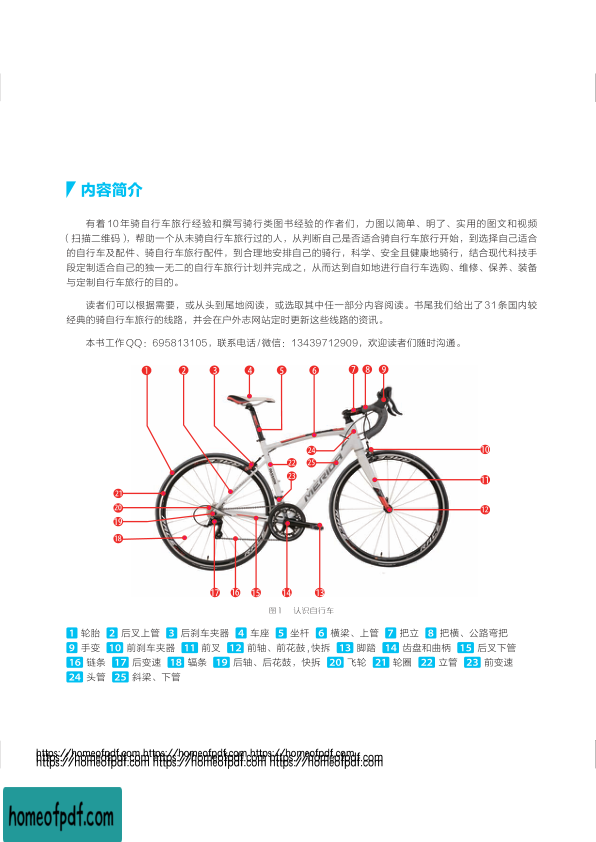 内容简介
有着10年骑自行车旅行经验和撰写骑行类图书经验的作者们，力图以简单、明了、实用的图文和视频
（扫描二维码），帮助一个从未骑自行车旅行过的人，从判断自己是否适合骑自行车旅行开始，到选择自己适合
的自行车及配件、骑自行车旅行配件，到合理地安排自己的骑行，科学、安全且健康地骑行，结合现代科技手
段定制适合自己的独一无二的自行车旅行计划并完成之，从而达到自如地进行自行车选购、维修、保养、装备
与定制自行车旅行的目的。
读者们可以根据需要，或从头到尾地阅读，或选取其中任一部分内容阅读。书尾我们给出了31条国内较
经典的骑自行车旅行的线路，并会在户外志网站定时更新这些线路的资讯。
本书工作QQ：695813105，联系电话/微信：13439712909，欢迎读者们随时沟通。
1 2 3 4 5 6 7 8 9
24 10
22 25
23 11
MERIDA
21
20 12
19
18
17 16 15 14 13
图1 认识自行车
1 轮胎 2 后叉上管 3 后刹车夹器 4 车座 5 坐杆 6 横梁、上管 7 把立 8 把横、公路弯把
9 手变 10 前刹车夹器 11 前叉 12 前轴、前花鼓,快拆 13 脚踏 14 齿盘和曲柄 15 后叉下管
16 链条 17 后变速 18 辐条 19 后轴、后花鼓，快拆 20 飞轮 21 轮圈 22 立管 23 前变速
24 头管 25 斜梁、下管
https://homeofpdf.com https://homeofpdf.com https://homeofpdf.com
https://homeofpdf.com https://homeofpdf.com https://homeofpdf.com
homeofpdf.com